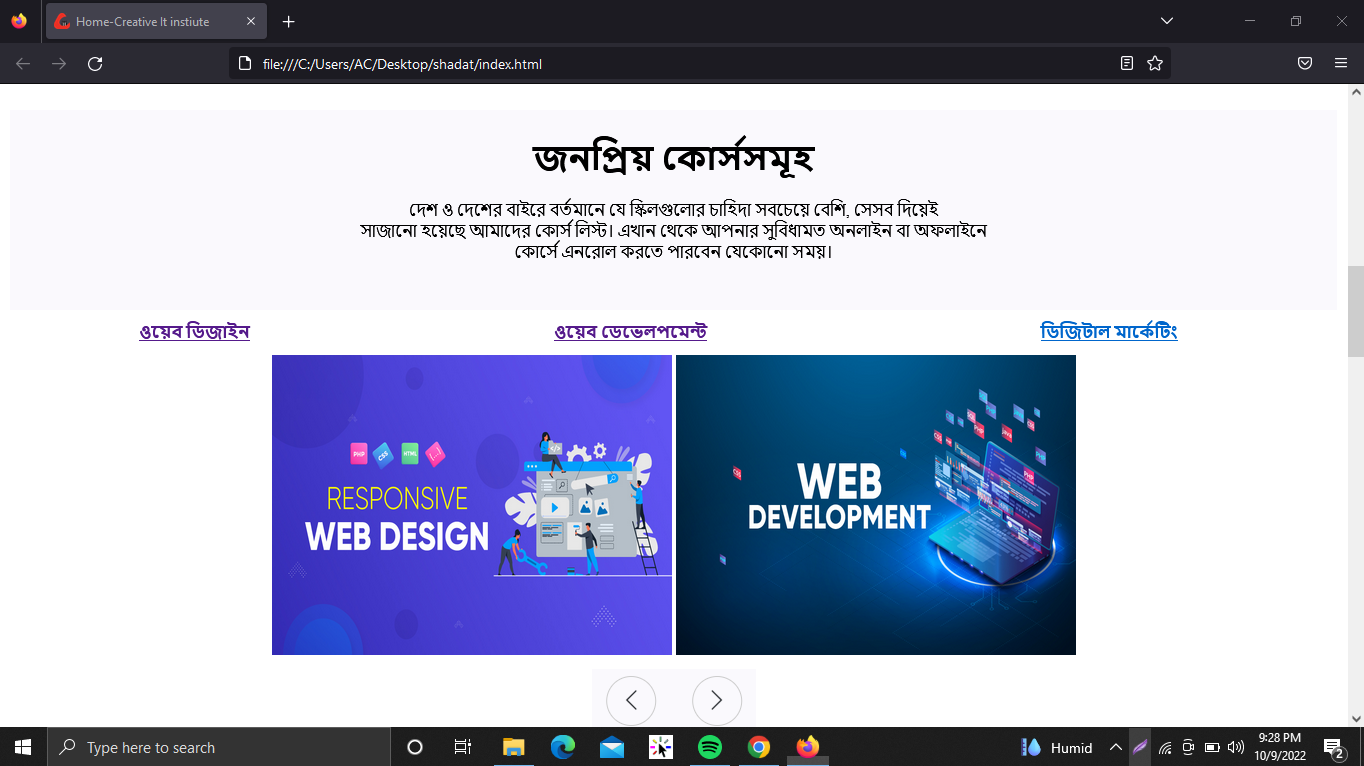 Home-Creative It instiute
file:///C:/Users/AC/Desktop/shadat/index.html
জনপ্রিয় কোর্সসমূহ
দেশ ও দেশের বাইরে বর্তমানে যে স্কিলগুলোর চাহিদা সবচেয়ে বেশি, সেসব দিয়েই
সাজানো হয়েছে আমাদের কোর্স লিস্ট। এখান থেকে আপনার সুবিধামত অনলাইন বা অফলাইনে
কোর্সে এনরোল করতে পারবেন যেকোনো সময়।
ওয়েব ডিজাইন ওয়েব ডেভেলপমেন্ট ডিজিটাল মার্কেটিং
PHP CSS HTML
RESPONSIVE
WEB DESIGN
WEB
DEVELOPMENT
Type here to search
Humid
9:28 PM
10/9/2022
2